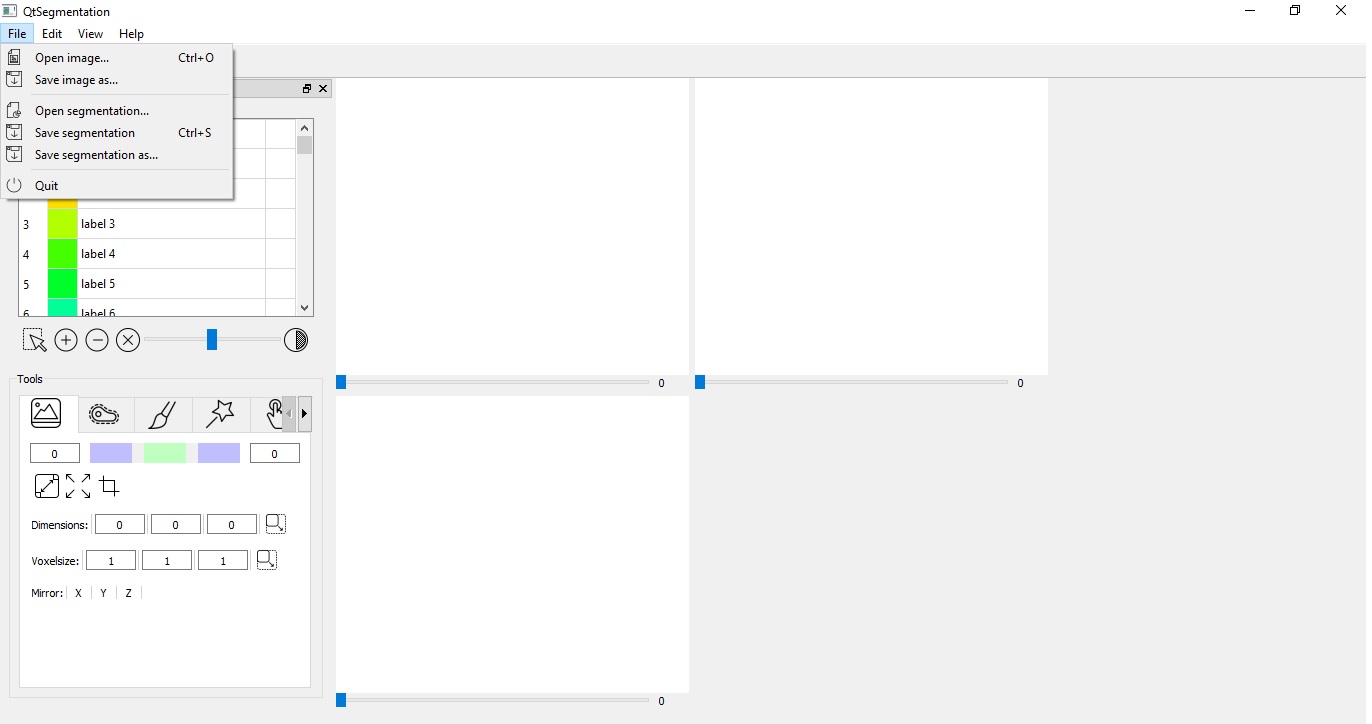 QtSegmentation
File Edit View Help
Open image... Ctrl+O
Save image as...
Open segmentation...
Save segmentation Ctrl+S
Save segmentation as...
Quit
3 label 3
4 label 4
5 label 5
6 label 6
Tools
0 0
0 0
Dimensions: 0 0 0
Voxelsize: 1 1 1
Mirror: X Y Z
0